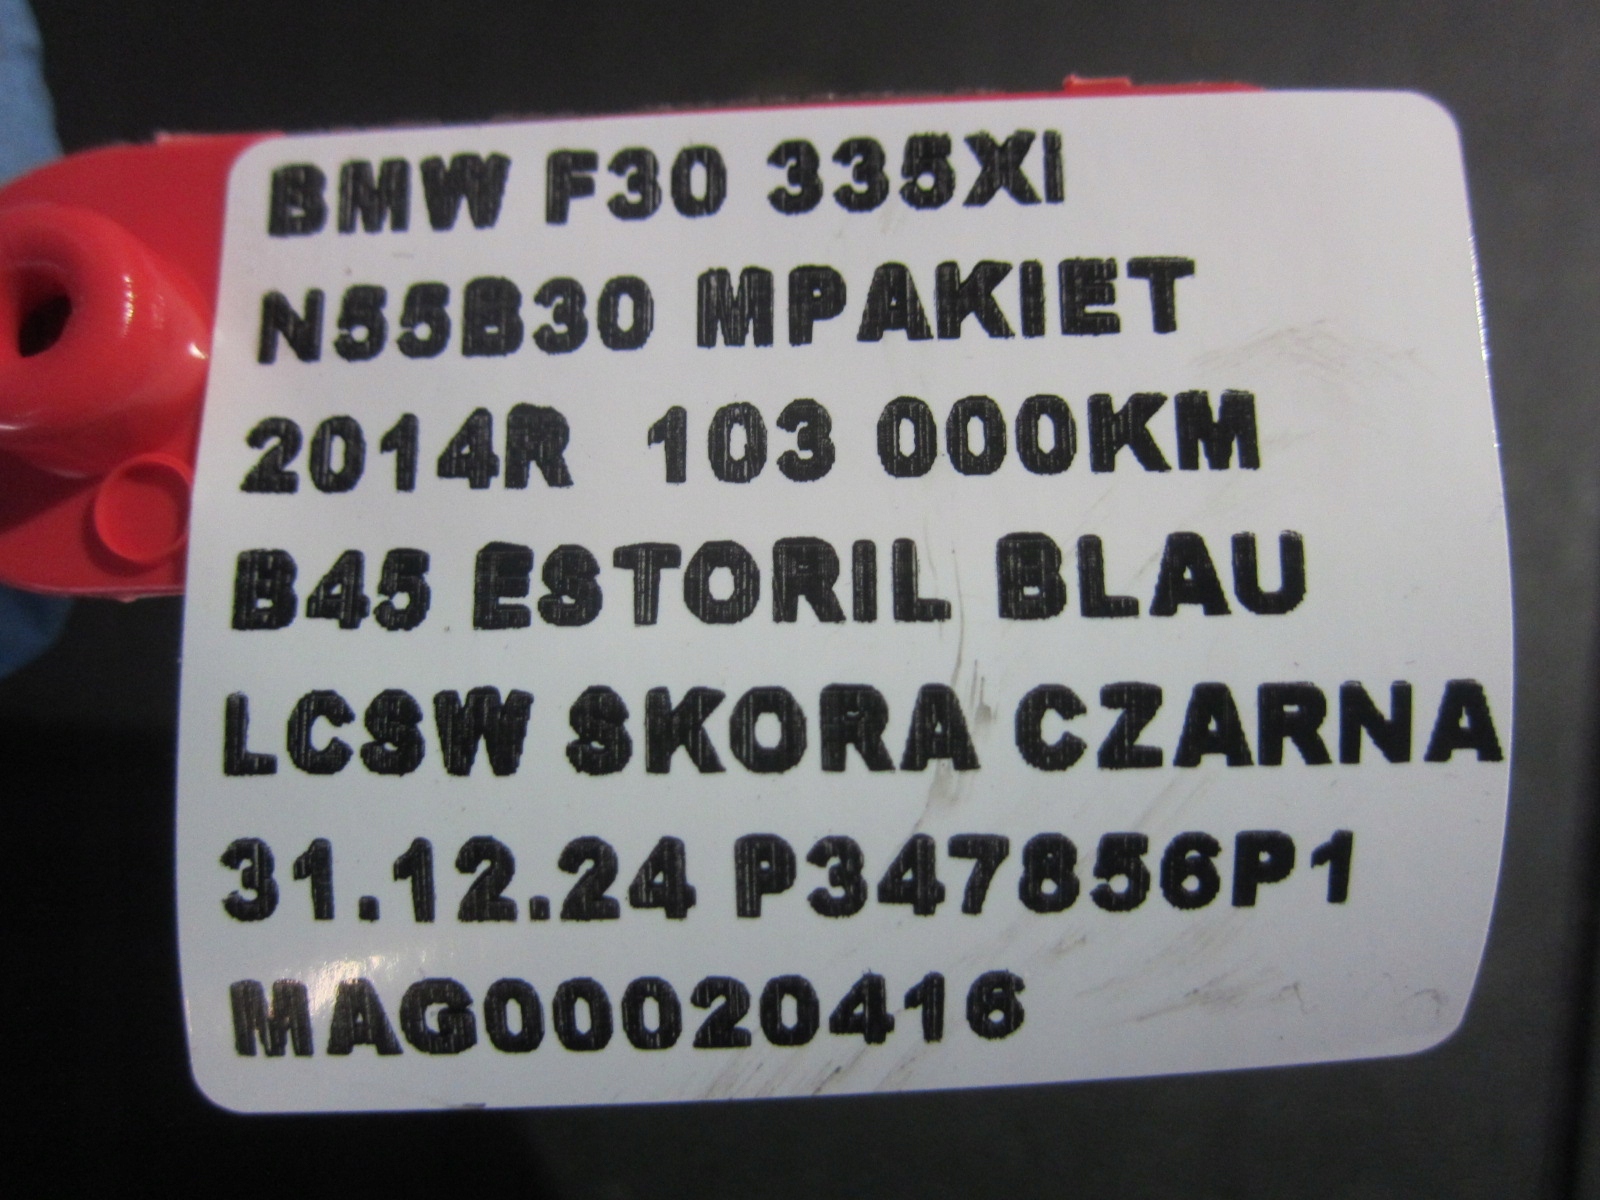 BMW F30 335XI
N55B30 MPAKIET
2014R 103 000KM
B45 ESTORIL BLAU
LCSW SKORA CZARNA
31.12.24 P347856P1
MAG00020416